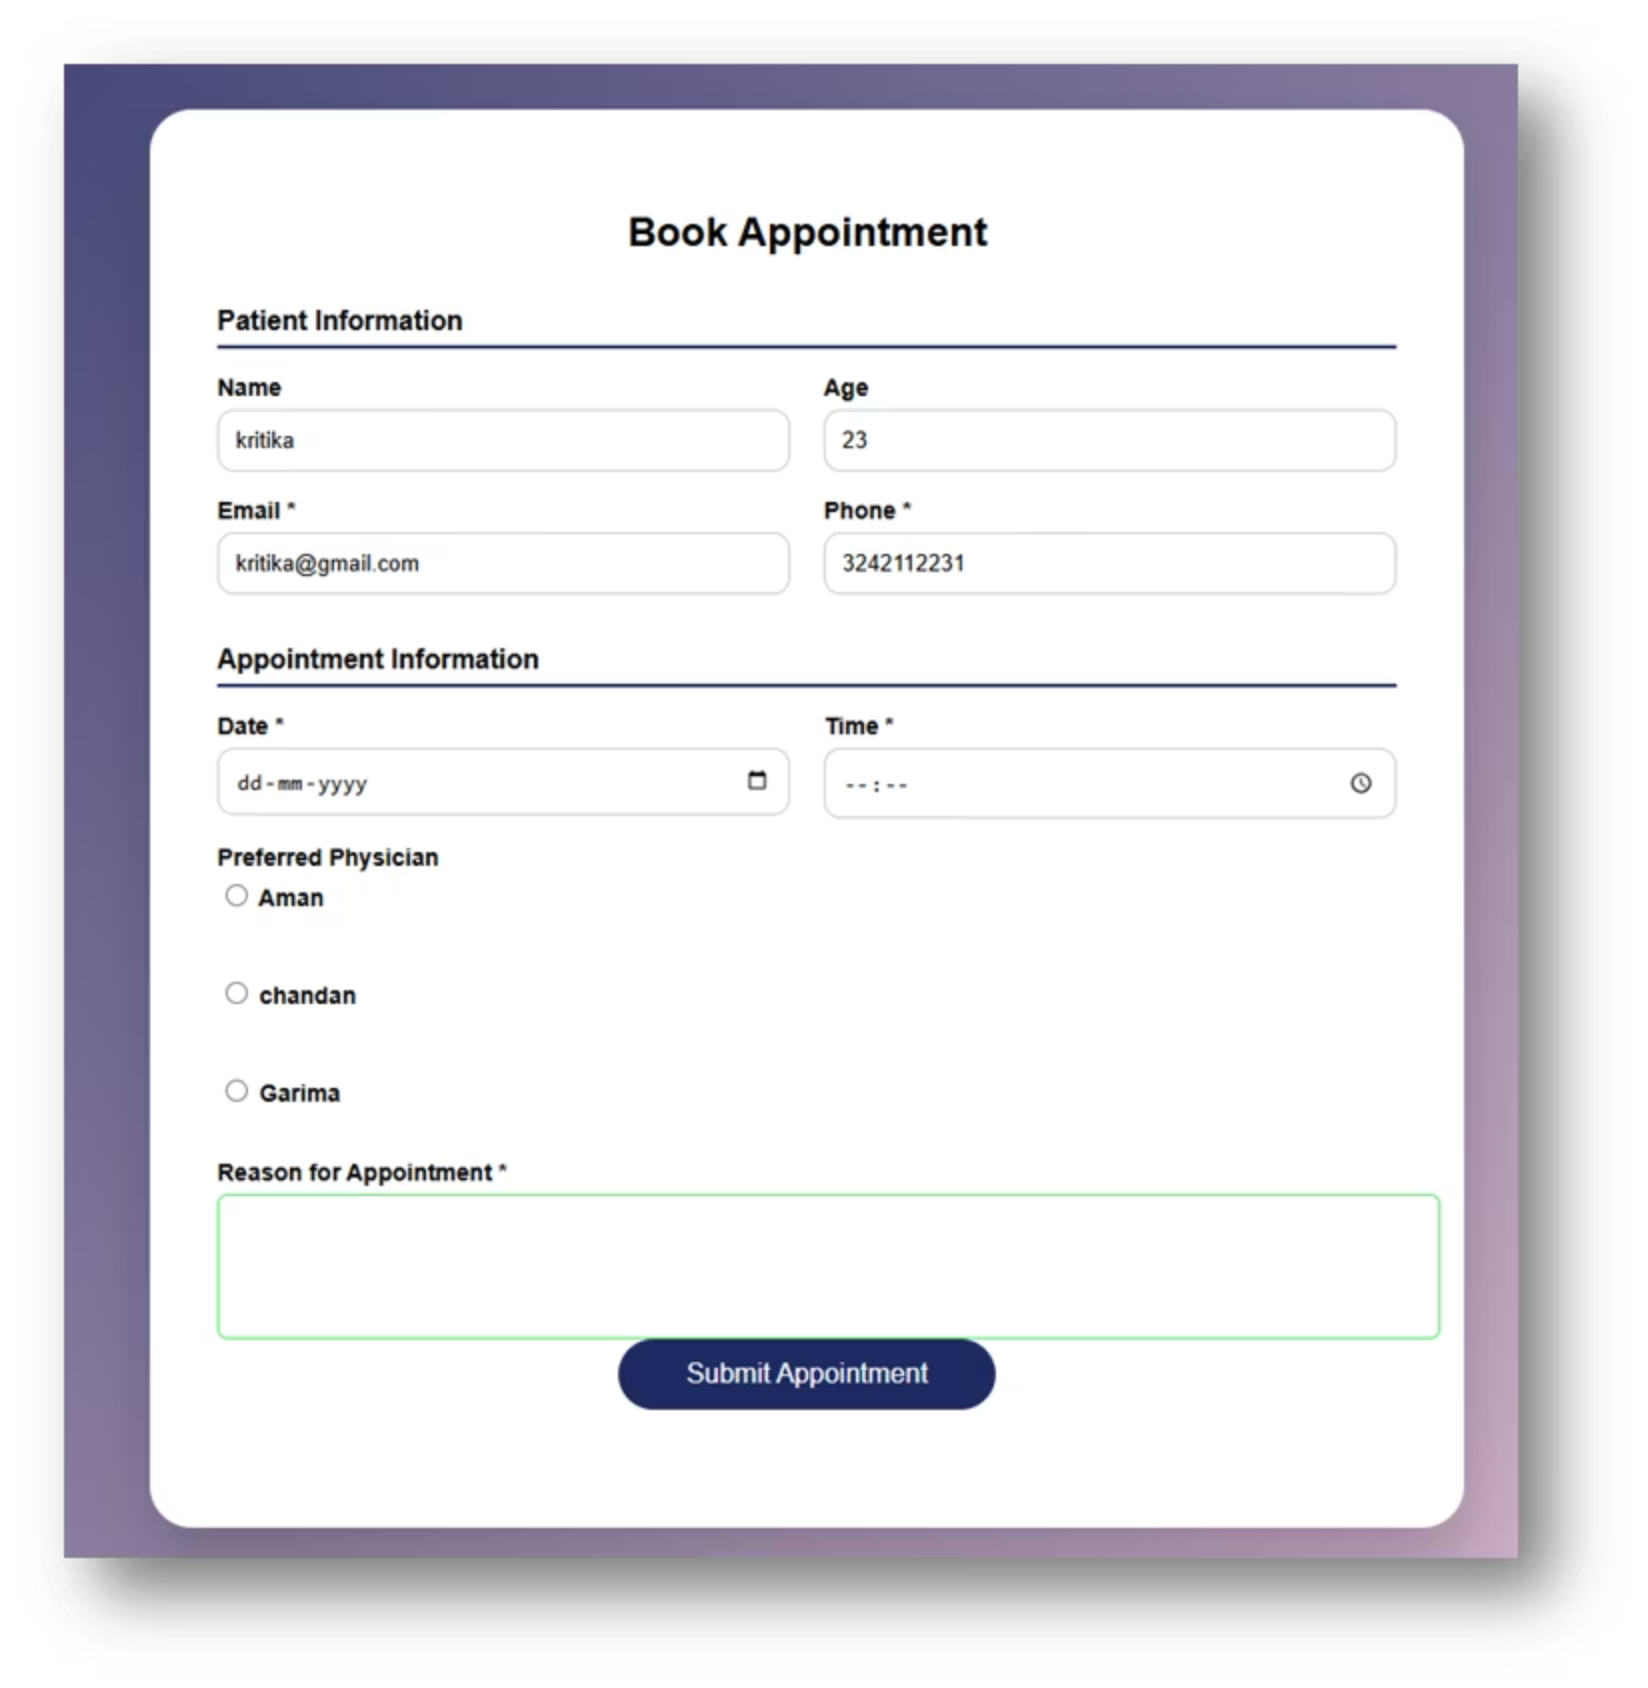 Book Appointment
Patient Information
Name Age
kritika 23
Email * Phone *
kritika@gmail.com 3242112231
Appointment Information
Date * Time *
dd-mm-yyyy --:--
Preferred Physician
Aman
chandan
Garima
Reason for Appointment *
Submit Appointment